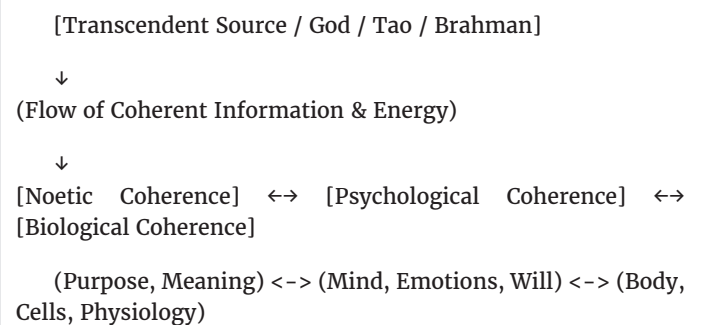 [Transcendent Source / God / Tao / Brahman]
↓
(Flow of Coherent Information & Energy)
↓
[Noetic Coherence] ↔ [Psychological Coherence] ↔
[Biological Coherence]
(Purpose, Meaning) <-> (Mind, Emotions, Will) <-> (Body,
Cells, Physiology)